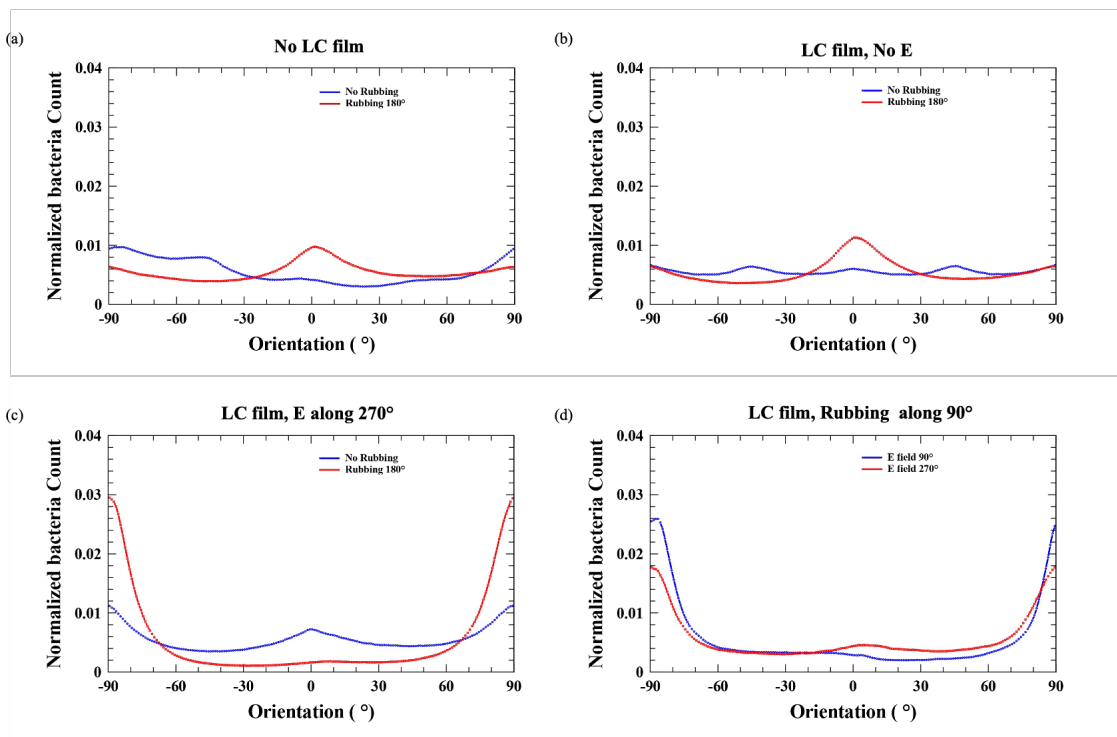 (a)
No LC film
Normalized bacteria Count
0.04
0.03
0.02
0.01
0
No Rubbing
Rubbing 180°
-90 -60 -30 0 30 60 90
Orientation ( °)
(b)
LC film, No E
Normalized bacteria Count
0.04
0.03
0.02
0.01
0
No Rubbing
Rubbing 180°
-90 -60 -30 0 30 60 90
Orientation ( °)
(c)
LC film, E along 270°
Normalized bacteria Count
0.04
0.03
0.02
0.01
0
No Rubbing
Rubbing 180°
-90 -60 -30 0 30 60 90
Orientation ( °)
(d)
LC film, Rubbing along 90°
Normalized bacteria Count
0.04
0.03
0.02
0.01
0
E field 90°
E field 270°
-90 -60 -30 0 30 60 90
Orientation ( °)